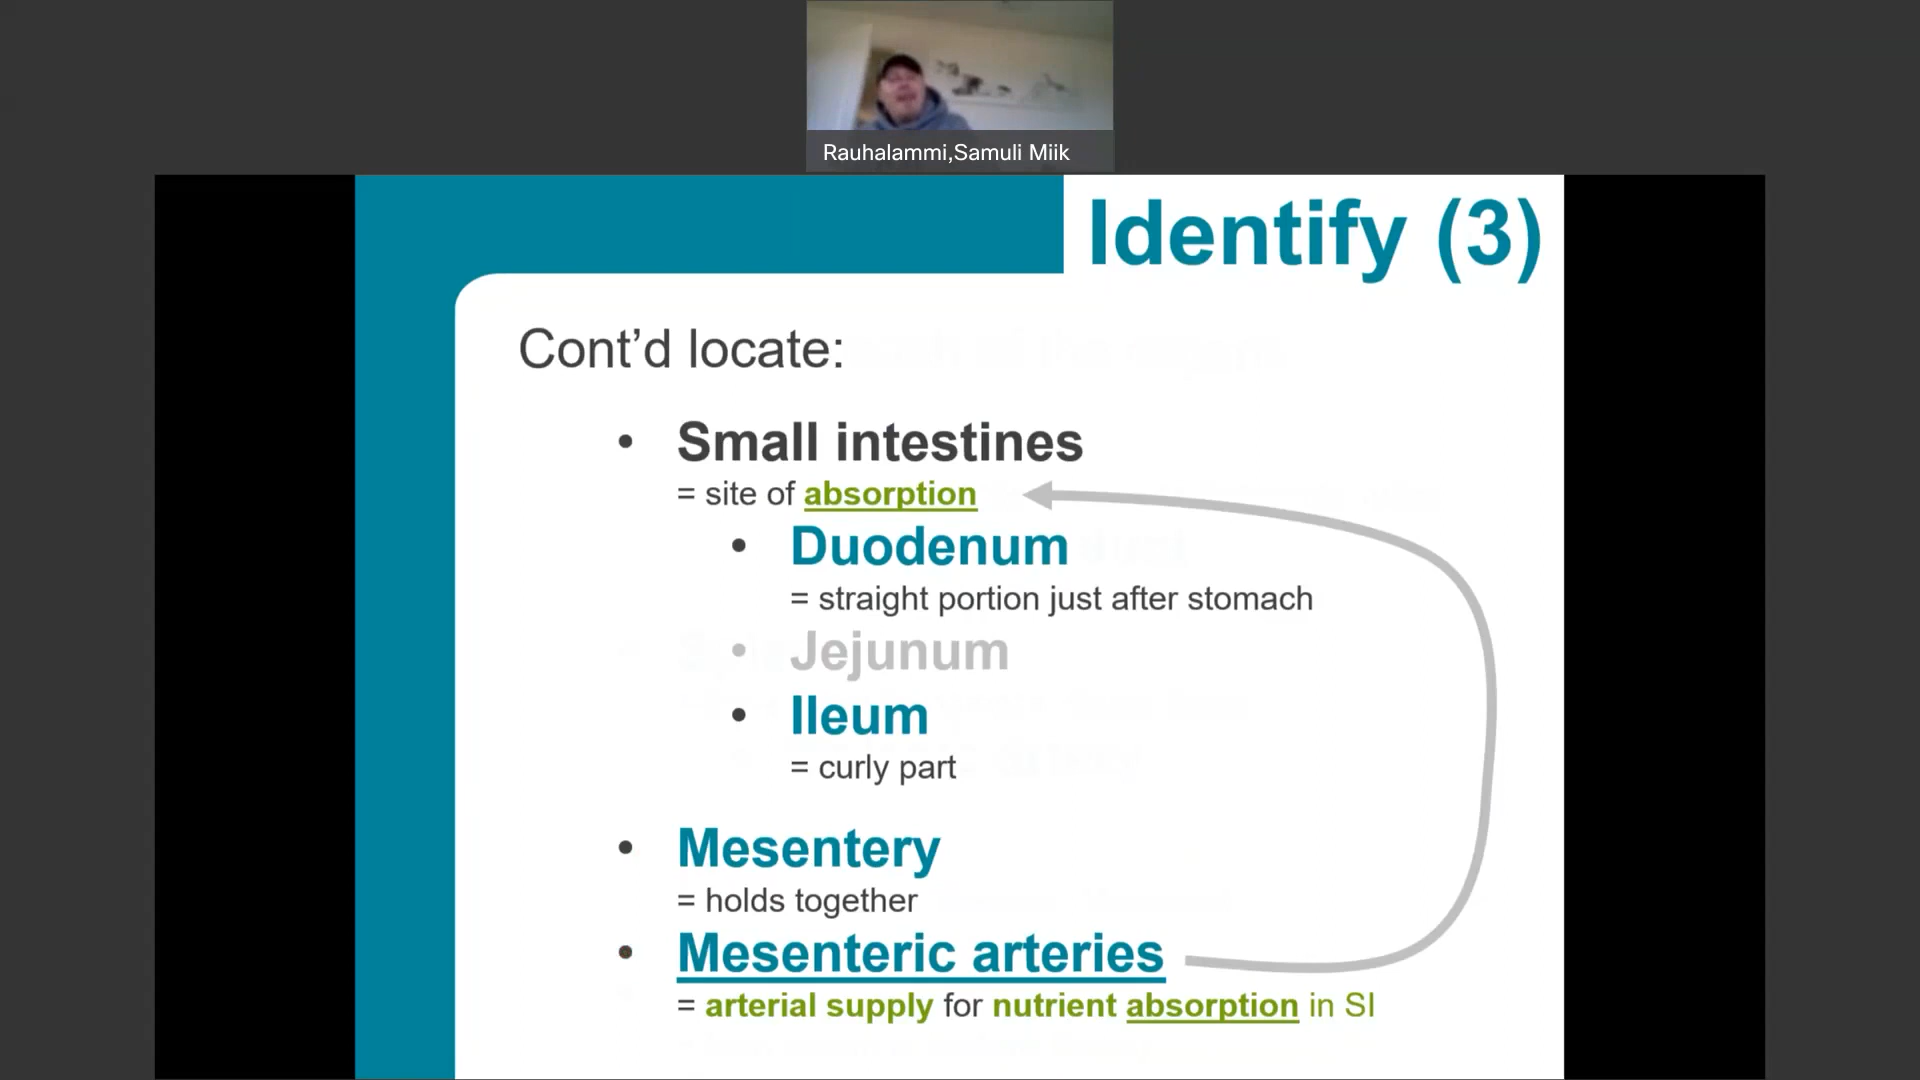 Rauhalammi,Samuli Miik
Identify (3)
Cont’d locate:
• Small intestines
= site of absorption
• Duodenum
= straight portion just after stomach
• Jejunum
• Ileum
= curly part
• Mesentery
= holds together
• Mesenteric arteries
= arterial supply for nutrient absorption in SI